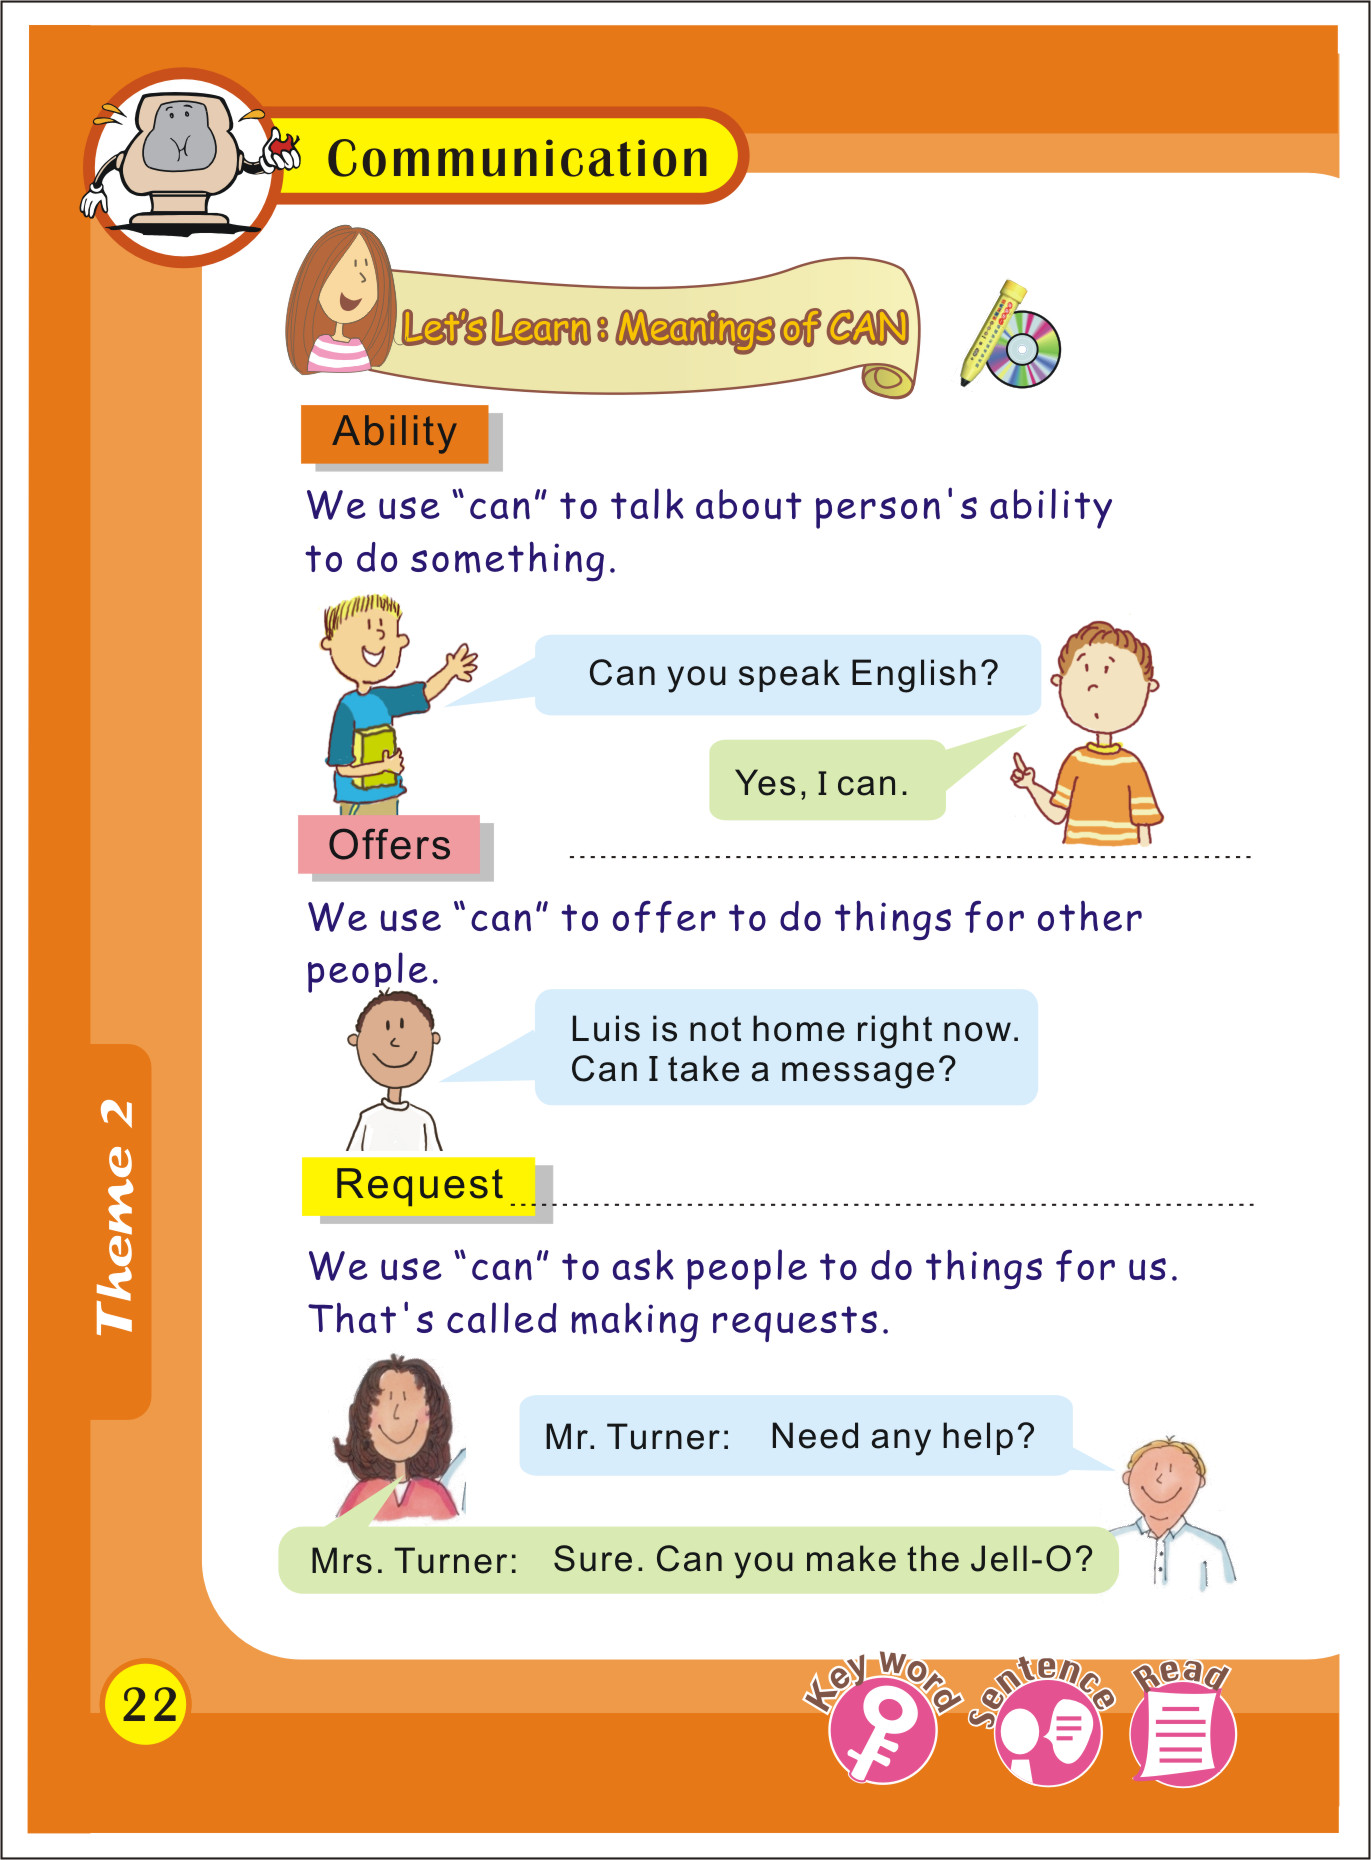 Communication
Let's Learn : Meanings of CAN
Ability
We use “can” to talk about person's ability
to do something.
Can you speak English?
Yes, I can.
Offers
We use “can” to offer to do things for other
people.
Luis is not home right now.
Can I take a message?
Request
We use “can” to ask people to do things for us.
That's called making requests.
Mr. Turner: Need any help?
Mrs. Turner: Sure. Can you make the Jell-O?
Theme 2
22
Key word
Sentence
Read